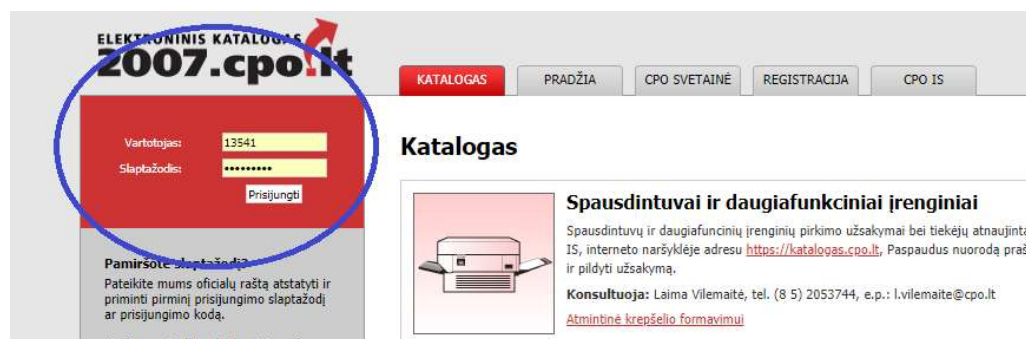 ELEKTRONINIS KATALOGAS
2007.cpo.lt
KATALOGAS
PRADŽIA
CPO SVETAINĖ
REGISTRACIJA
CPO IS
Vartotojas: 13541
Slaptažodis: •••••••••
Prisijungti
Pamiršote slaptažodį?
Pateikite mums oficialų raštą atstatyti ir
priminti pirminį prisijungimo slaptažodį
ar prisijungimo kodą.
Katalogas
Spausdintuvai ir daugiafunkciniai įrenginiai
Spausdintuvų ir daugiafuncinių įrenginių pirkimo užsakymai bei tiekėjų
IS, interneto naršyklėje adresu https://katalogas.cpo.lt, Paspaudus nuorodą
ir pildyti užsakymą.
Konsultuoja: Laima Vilemaitė, tel. (8 5) 2053744, e.p.: l.vilemaite@cpo.lt
Atmintinė krepšelio formavimui